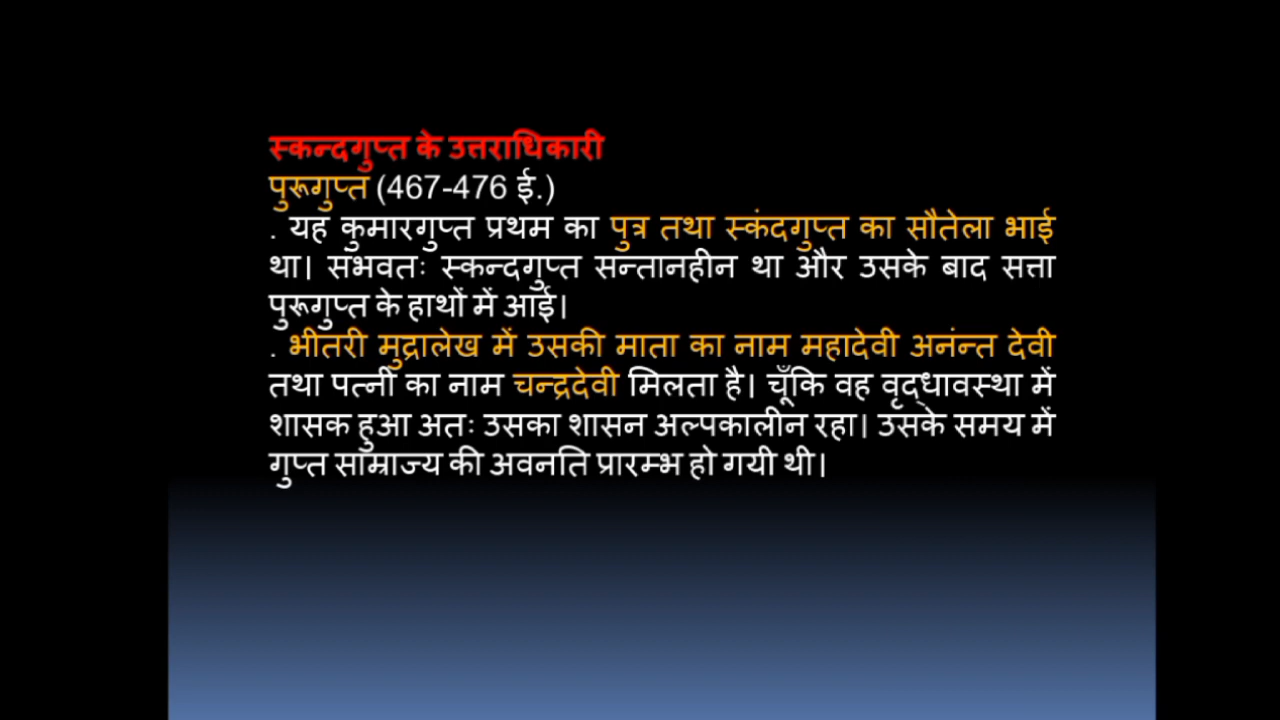 स्कन्दगुप्त के उत्तराधिकारी
पुरूगुप्त (467-476 ई.)
. यह कुमारगुप्त प्रथम का पुत्र तथा स्कंदगुप्त का सौतेला भाई
था। संभवतः स्कन्दगुप्त सन्तानहीन था और उसके बाद सत्ता
पुरूगुप्त के हाथों में आई।
. भीतरी मुद्रालेख में उसकी माता का नाम महादेवी अनंन्त देवी
तथा पत्नी का नाम चन्द्रदेवी मिलता है। चूँकि वह वृद्धावस्था में
शासक हुआ अतः उसका शासन अल्पकालीन रहा। उसके समय में
गुप्त साम्राज्य की अवनति प्रारम्भ हो गयी थी।